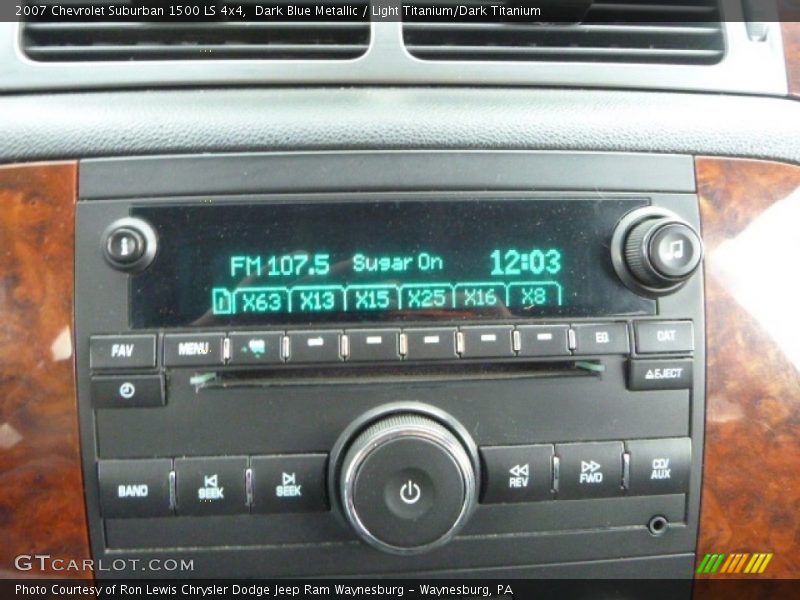 2007 Chevrolet Suburban 1500 LS 4x4, Dark Blue Metallic / Light Titanium/Dark Titanium
FM 107.5 Sugar On 12:03
X63 X13 X15 X25 X16 X8
FAV MENU EQ CAT
EJECT
BAND SEEK SEEK REV FWD CD/AUX
GTCARLOT.COM
Photo Courtesy of Ron Lewis Chrysler Dodge Jeep Ram Waynesburg - Waynesburg, PA